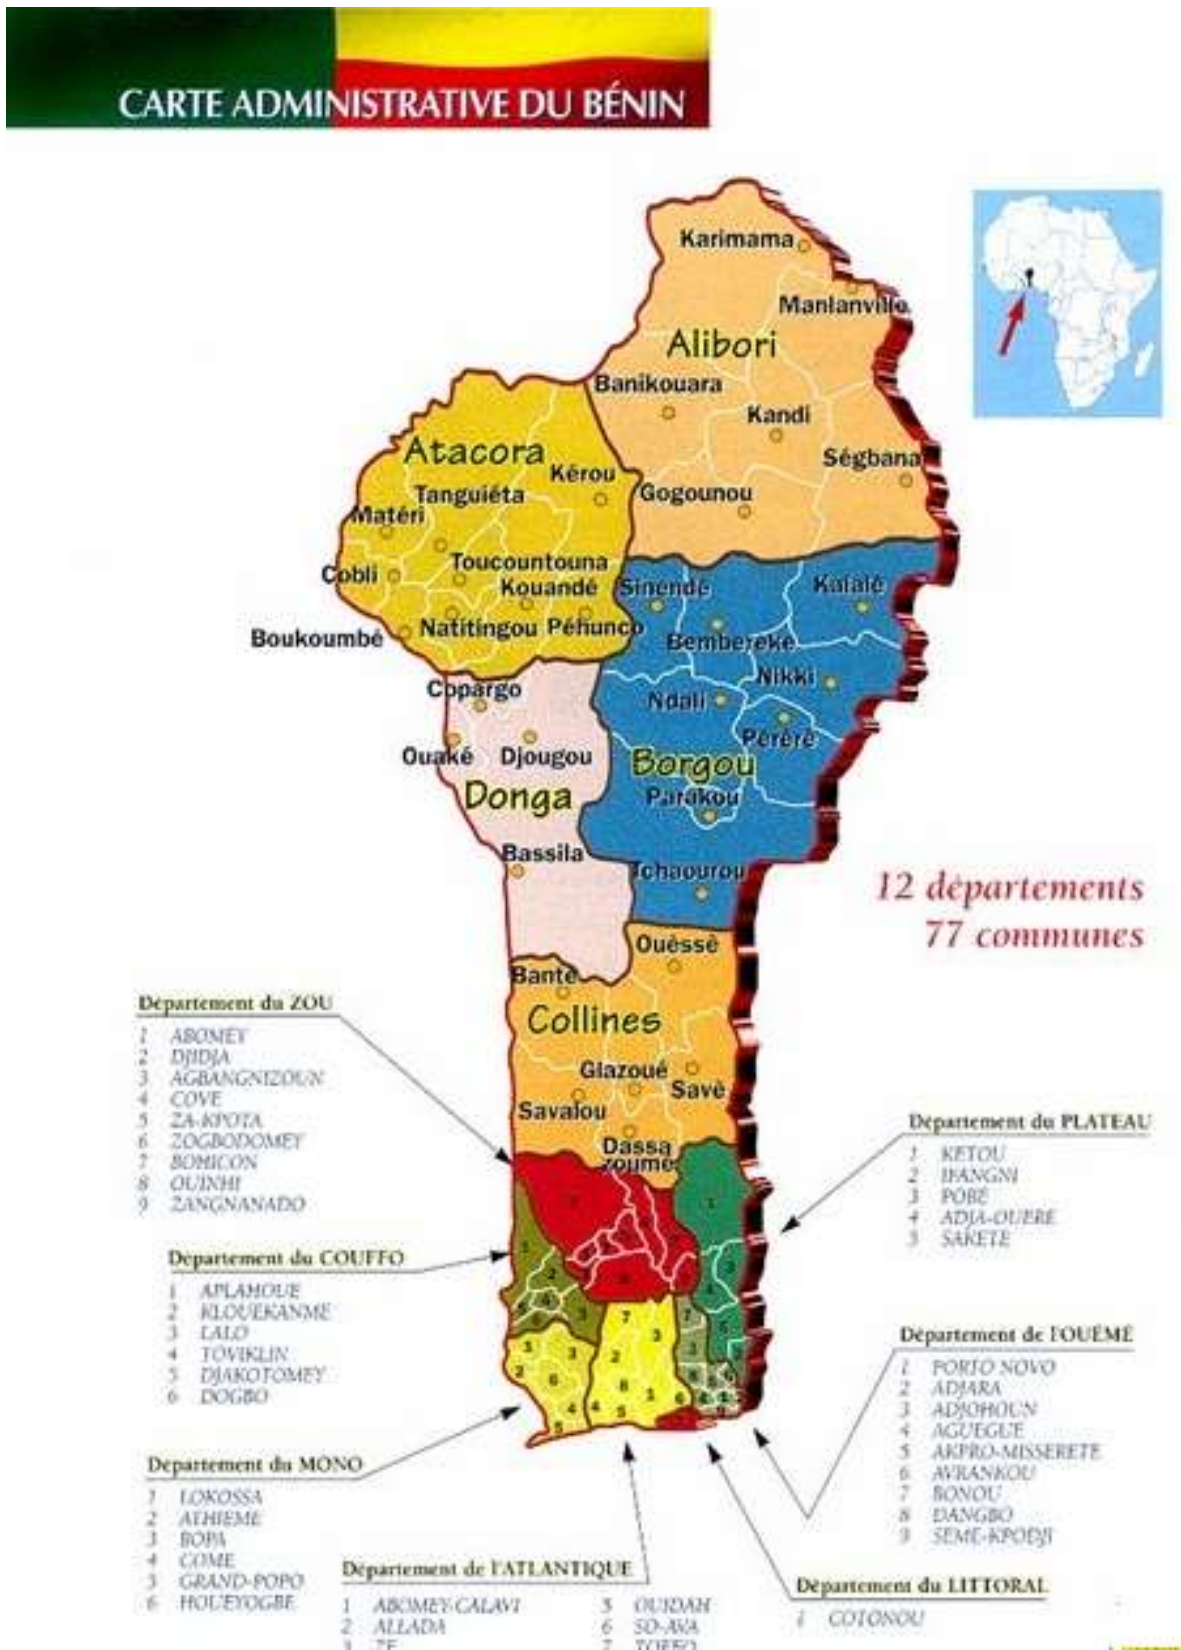 CARTE ADMINISTRATIVE DU BÉNIN
Karimama
Manlanville
Alibori
Banikouara
Kandi
Ségbana
Gogounou
Atacora
Kérou
Tanguiéta
Matéri
Toucountouna
Cobli
Kouandé
Boukoumbé
Natitingou
Péhunco
Sinendé
Kalalé
Bembereke
Nikki
Ndali
Pèrèrè
Borgou
Parakou
Tchaourou
Copargo
Ouaké
Djougou
Donga
Bassila
12 départements
77 communes
Ouèssè
Bantè
Collines
Glazoué
Savè
Savalou
Dassa
zoumé
Département du ZOU
1 ABOMEY
2 DJIDJA
3 AGBANGNIZOUN
4 COVE
5 ZA-KPOTA
6 ZOGBODOMEY
7 BOHICON
8 OUINHI
9 ZANGNANADO
Département du COUFFO
1 APLAHOUE
2 KLOUEKANME
3 LALO
4 TOVIKLIN
5 DJAKOTOMEY
6 DOGBO
Département du MONO
1 LOKOSSA
2 ATHIEME
3 BOPA
4 COME
5 GRAND-POPO
6 HOUEYOGBE
Département de l'ATLANTIQUE
1 ABOMEY-CALAVI
2 ALLADA
3 ZE
5 OUIDAH
6 SO-AVA
7 TOFFO
Département du PLATEAU
1 KETOU
2 IFANGNI
3 POBE
4 ADJA-OUERE
5 SAKETE
Département de l'OUÉMÉ
1 PORTO NOVO
2 ADJARA
3 ADJOHOUN
4 AGUEGUE
5 AKPRO-MISSERETE
6 AVRANKOU
7 BONOU
8 DANGBO
9 SEME-KPODJI
Département du LITTORAL
1 COTONOU